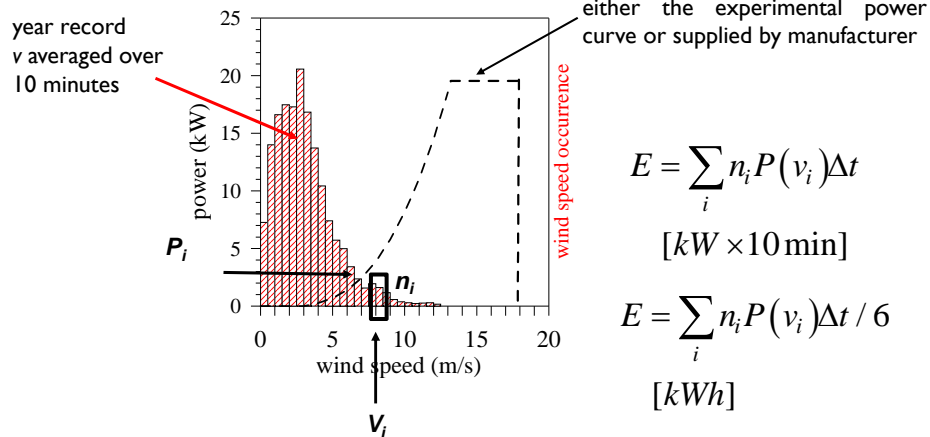 either the experimental power
curve or supplied by manufacturer
year record
v averaged over
10 minutes
25
20
15
10
5
0
power (kW)
wind speed occurrence
P_i
n_i
0 5 10 15 20
wind speed (m/s)
V_i
E = ∑_i n_i P(v_i)Δt
[kW × 10 min]
E = ∑_i n_i P(v_i)Δt / 6
[kWh]